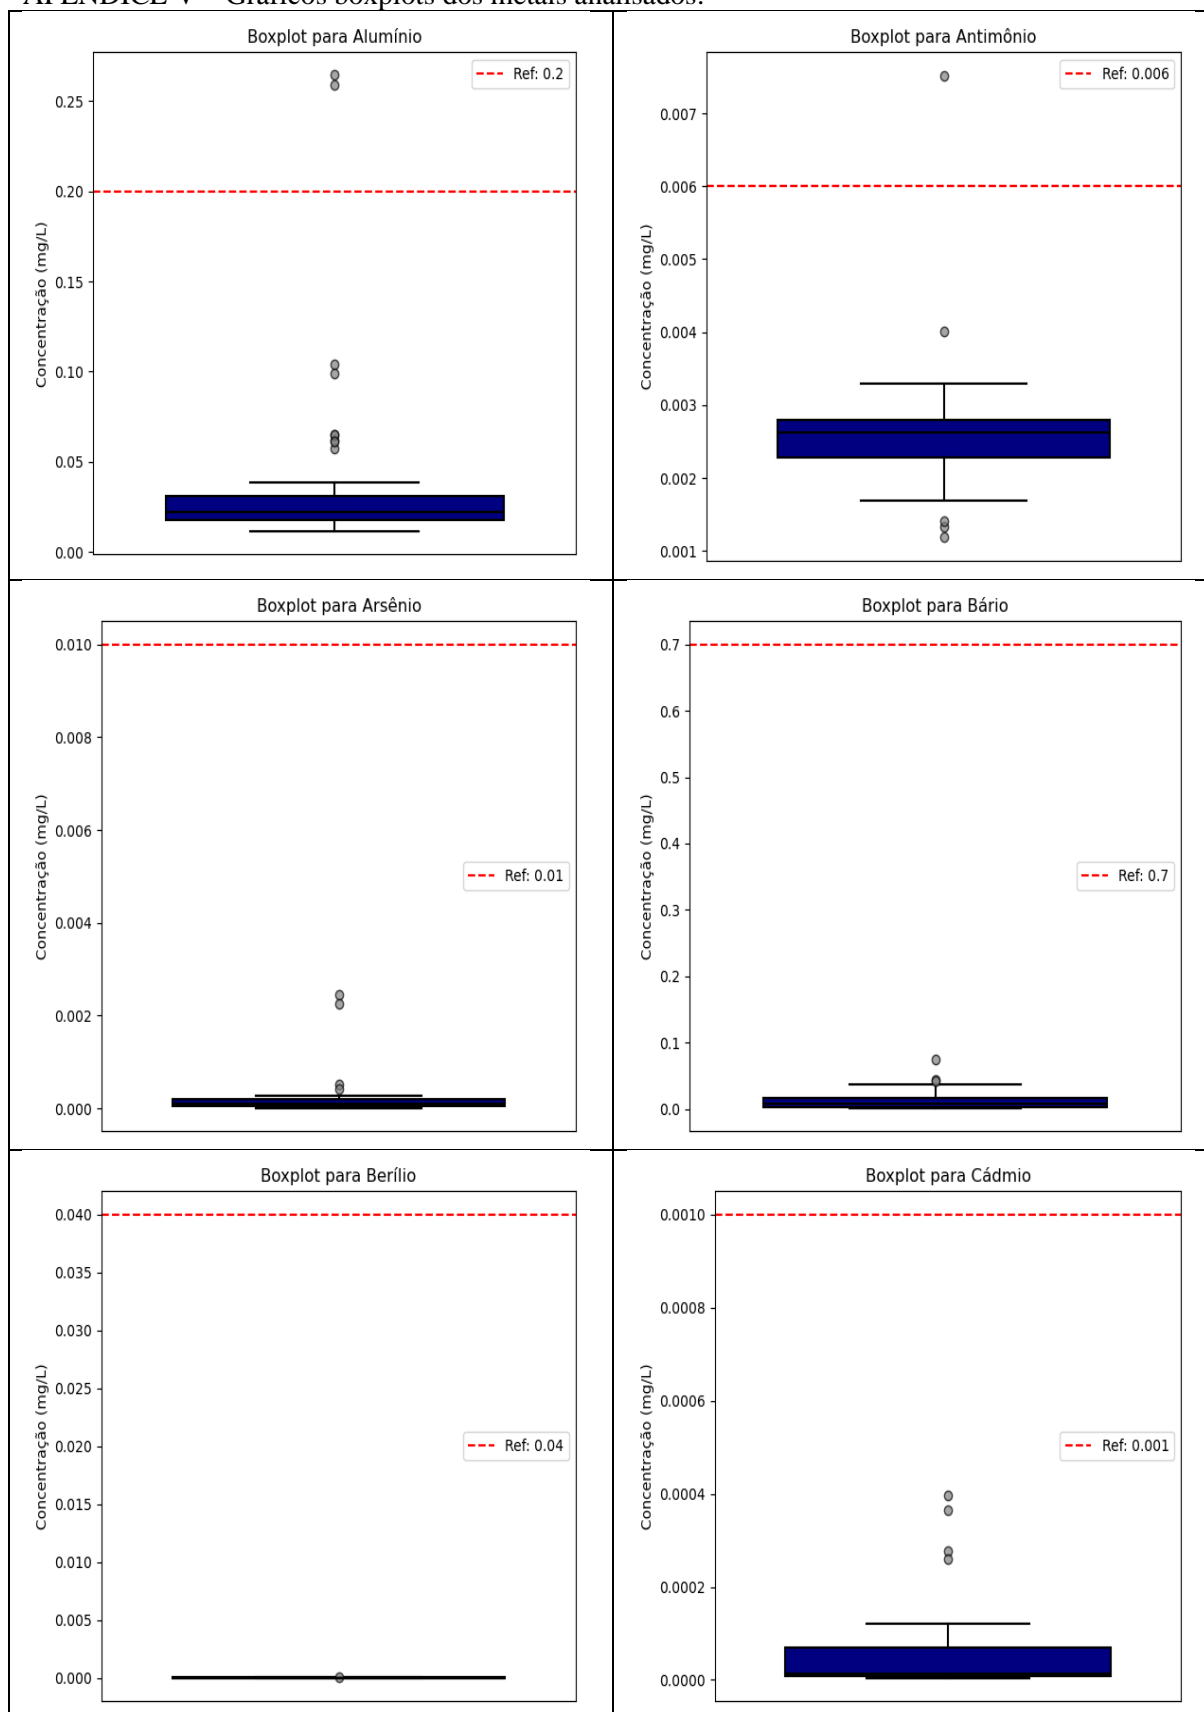 APÊNDICE V – Gráficos boxplots dos metais analisados.
Boxplot para Alumínio
Ref: 0.2
0.25
0.20
0.15
0.10
0.05
0.00
Concentração (mg/L)
Boxplot para Antimônio
Ref: 0.006
0.007
0.006
0.005
0.004
0.003
0.002
0.001
Concentração (mg/L)
Boxplot para Arsênio
0.010
0.008
0.006
0.004
0.002
0.000
Concentração (mg/L)
Ref: 0.01
Boxplot para Bário
0.7
0.6
0.5
0.4
0.3
0.2
0.1
0.0
Concentração (mg/L)
Ref: 0.7
Boxplot para Berílio
0.040
0.035
0.030
0.025
0.020
0.015
0.010
0.005
0.000
Concentração (mg/L)
Ref: 0.04
Boxplot para Cádmio
0.0010
0.0008
0.0006
0.0004
0.0002
0.0000
Concentração (mg/L)
Ref: 0.001